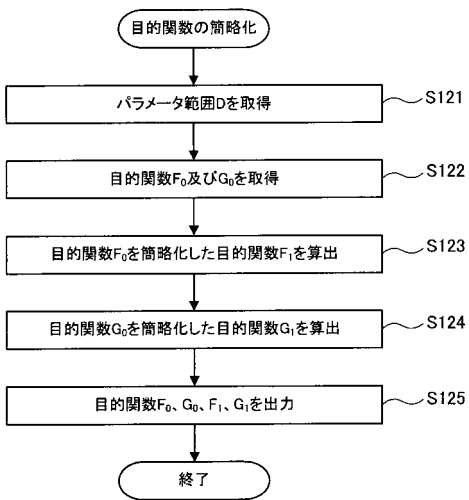 目的関数の簡略化
パラメータ範囲Dを取得
S121
目的関数F₀及びG₀を取得
S122
目的関数F₀を簡略化した目的関数F₁を算出
S123
目的関数G₀を簡略化した目的関数G₁を算出
S124
目的関数F₀、G₀、F₁、G₁を出力
S125
終了